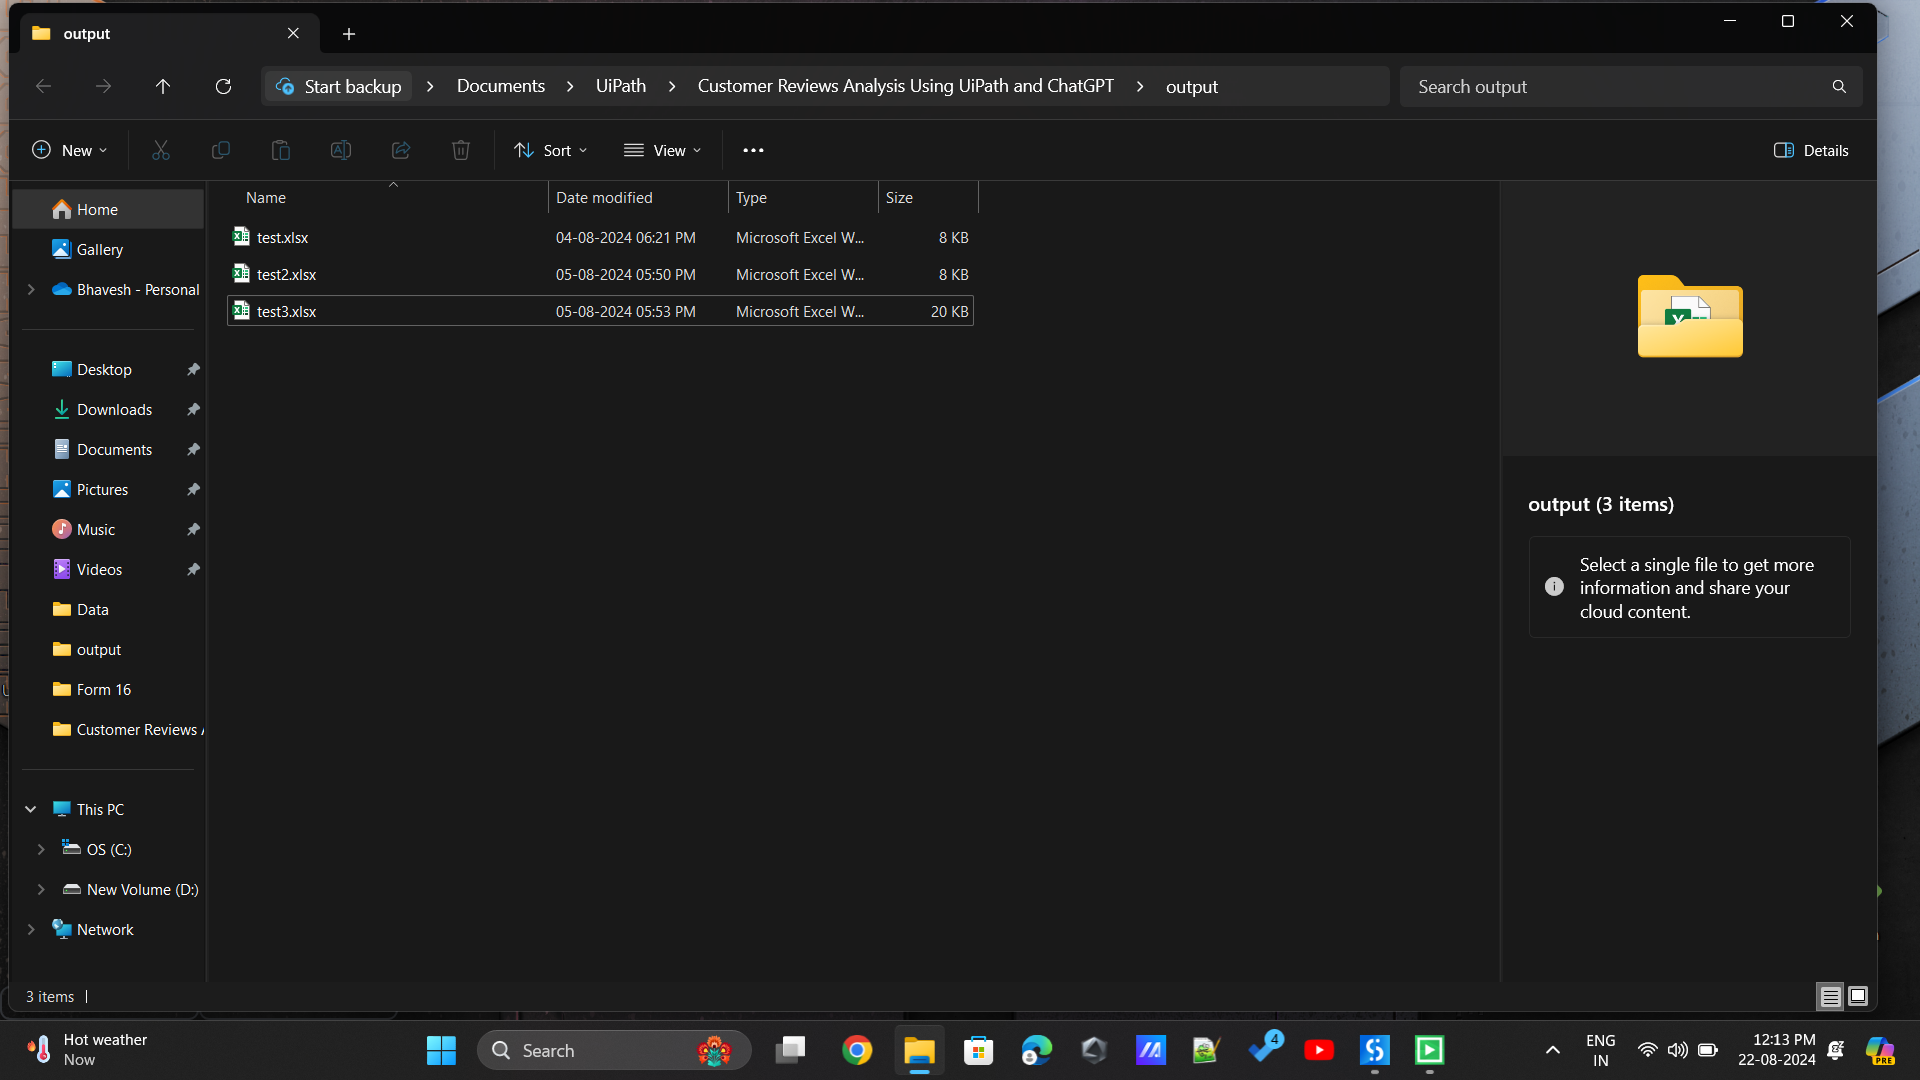 output
Start backup > Documents > UiPath > Customer Reviews Analysis Using UiPath and ChatGPT > output
Search output
New
Sort
View
Details
Name Date modified Type Size
test.xlsx 04-08-2024 06:21 PM Microsoft Excel W... 8 KB
test2.xlsx 05-08-2024 05:50 PM Microsoft Excel W... 8 KB
test3.xlsx 05-08-2024 05:53 PM Microsoft Excel W... 20 KB
Home
Gallery
Bhavesh - Personal
Desktop
Downloads
Documents
Pictures
Music
Videos
Data
output
Form 16
Customer Reviews
This PC
OS (C:)
New Volume (D:)
Network
output (3 items)
Select a single file to get more
information and share your
cloud content.
3 items
Hot weather
Now
Search
4
ENG
IN
12:13 PM
22-08-2024
PRE